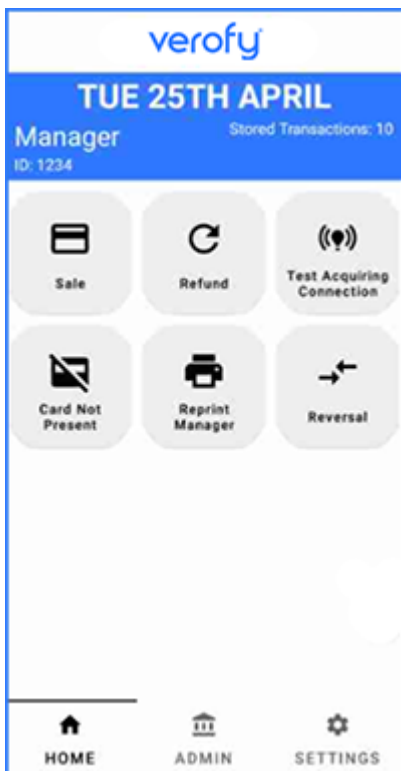 verofy
TUE 25TH APRIL
Manager
Stored Transactions: 10
ID: 1234
Sale
Refund
Test Acquiring
Connection
Card Not
Present
Reprint
Manager
Reversal
HOME
ADMIN
SETTINGS